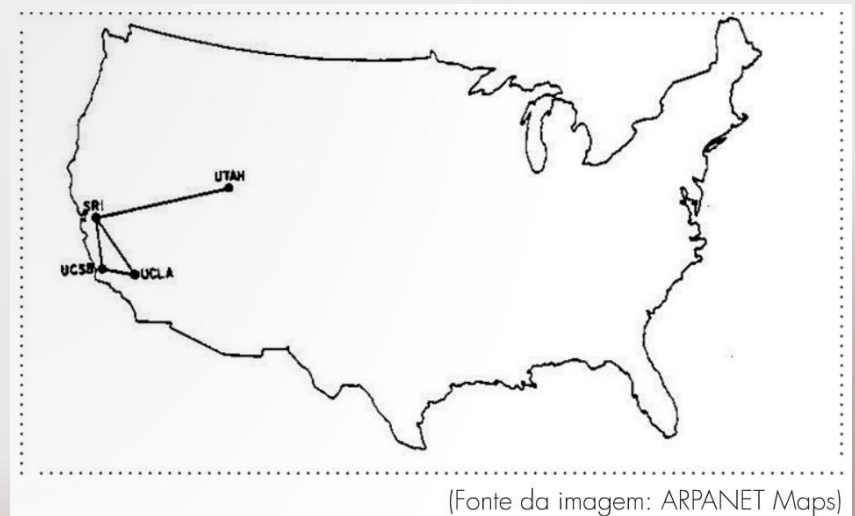 UTAH
SRI
UCSB
UCLA
(Fonte da imagem: ARPANET Maps)